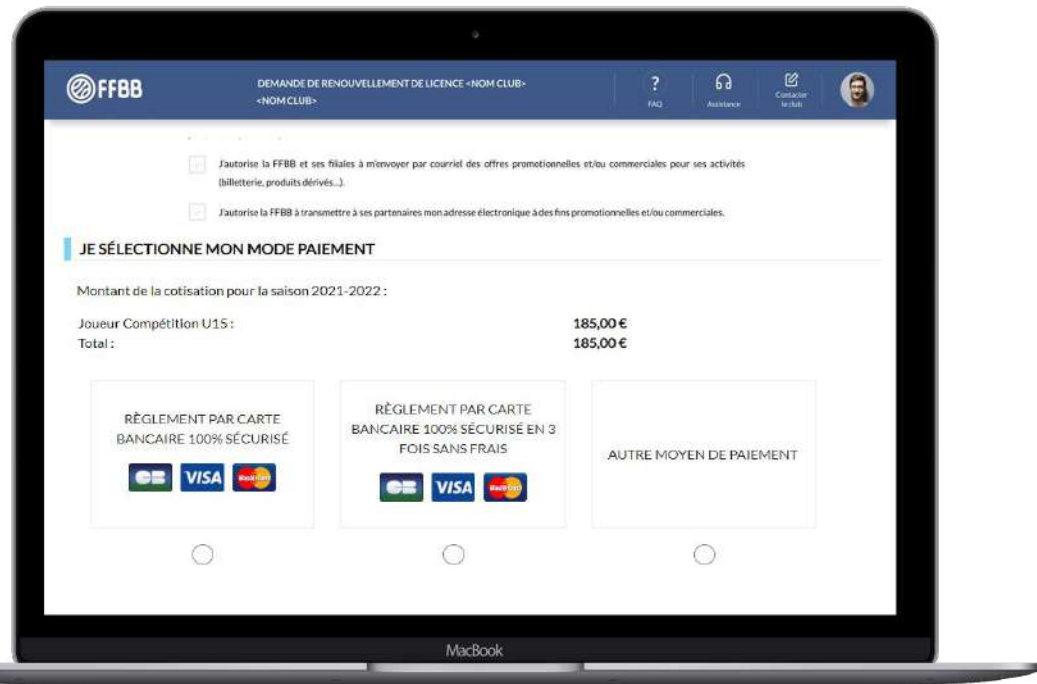 FFBB
DEMANDE DE RENOUVELLEMENT DE LICENCE <NOM CLUB>
<NOM CLUB>
?
FAQ
Assistance
Contacter
le club
J'autorise la FFBB et ses filiales à m'envoyer par courriel des offres promotionnelles et/ou commerciales pour ses activités
(billetterie, produits dérivés...).
J'autorise la FFBB à transmettre à ses partenaires mon adresse électronique à des fins promotionnelles et/ou commerciales.
JE SÉLECTIONNE MON MODE PAIEMENT
Montant de la cotisation pour la saison 2021-2022 :
Joueur Compétition U15 : 185,00 €
Total : 185,00 €
RÈGLEMENT PAR CARTE
BANCAIRE 100% SÉCURISÉ
CB VISA MasterCard
RÈGLEMENT PAR CARTE
BANCAIRE 100% SÉCURISÉ EN 3
FOIS SANS FRAIS
CB VISA MasterCard
AUTRE MOYEN DE PAIEMENT
MacBook